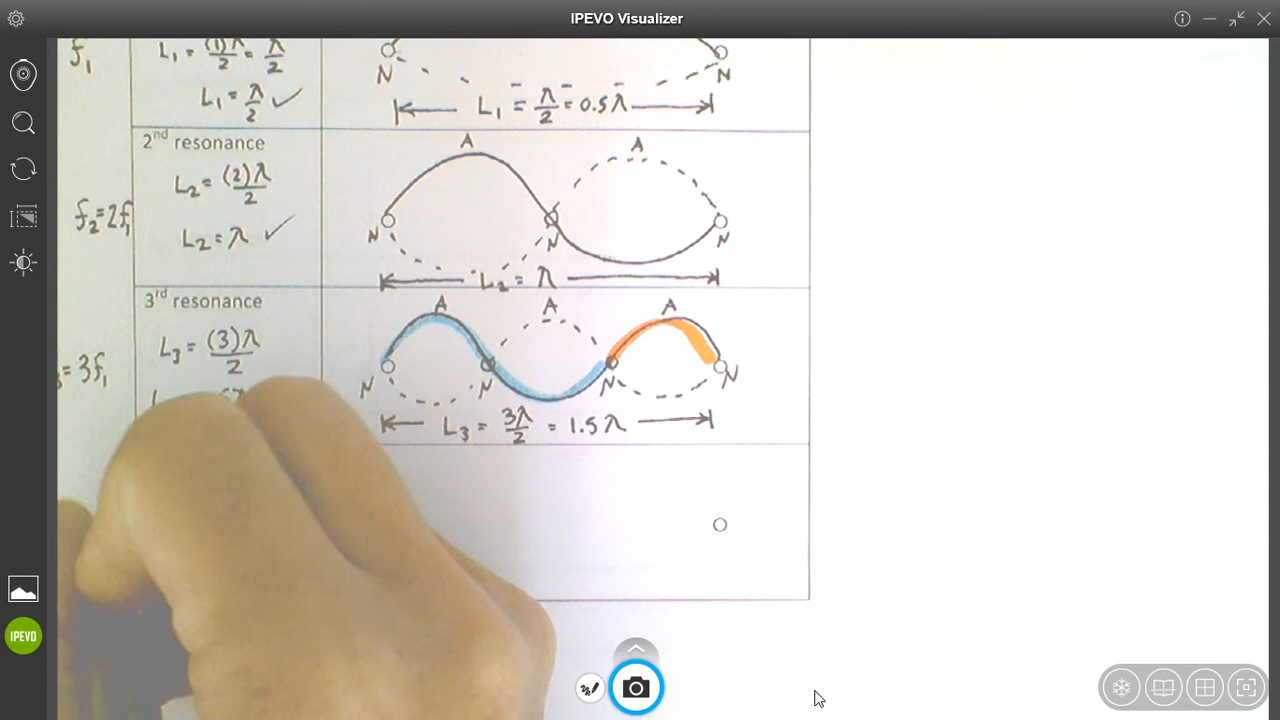 IPEVO Visualizer
f₁
L₁ = (1)λ/2 = λ/2
L₁ = λ/2 ✓
N
N
L₁ = λ/2 = 0.5λ
2nd resonance
L₂ = (2)λ/2
f₂ = 2f₁
L₂ = λ ✓
A
A
N
N
N
L₂ = λ
3rd resonance
L₃ = (3)λ/2
= 3f₁
A
A
A
N
N
N
N
L₃ = 3λ/2 = 1.5λ
IPEVO